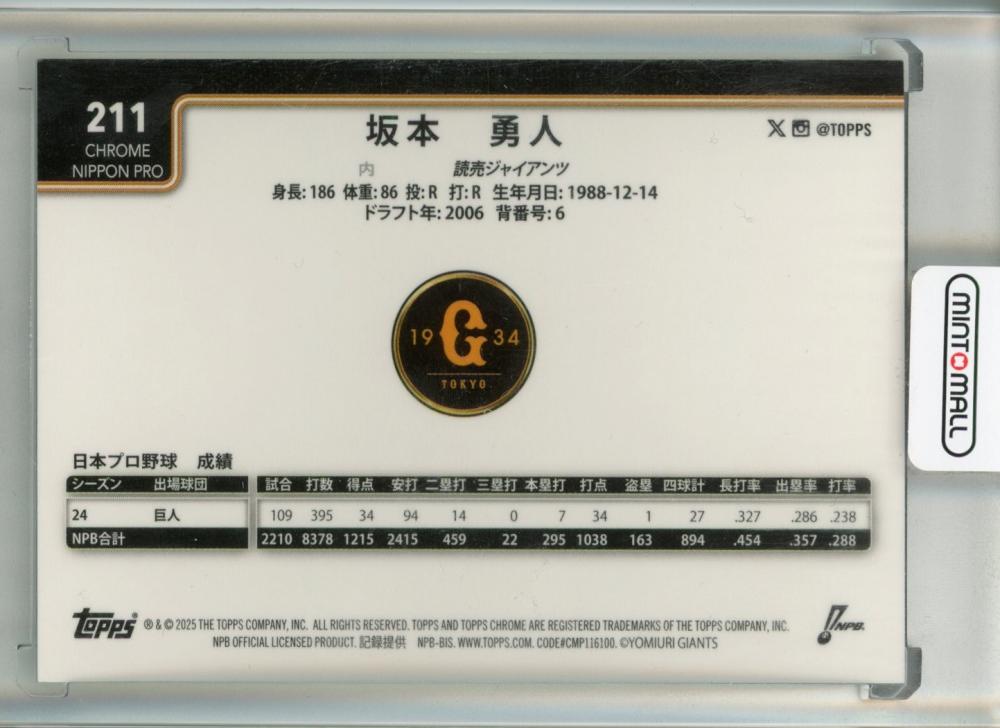 211
CHROME
NIPPON PRO
坂本 勇人
@TOPPS
内 読売ジャイアンツ
身長: 186 体重: 86 投: R 打: R 生年月日: 1988-12-14
ドラフト年: 2006 背番号: 6
19 G 34
TOKYO
MINT MALL
日本プロ野球 成績
シーズン 出場球団 試合 打数 得点 安打 二塁打 三塁打 本塁打 打点 盗塁 四球計 長打率 出塁率 打率
24 巨人 109 395 34 94 14 0 7 34 1 27 .327 .286 .238
NPB合計 2210 8378 1215 2415 459 22 295 1038 163 894 .454 .357 .288
topps ® & © 2025 THE TOPPS COMPANY, INC. ALL RIGHTS RESERVED. TOPPS AND TOPPS CHROME ARE REGISTERED TRADEMARKS OF THE TOPPS COMPANY, INC.
NPB OFFICIAL LICENSED PRODUCT. 記録提供 NPB-BIS. WWW.TOPPS.COM. CODE#CMP116100. ©YOMIURI GIANTS
NPB.